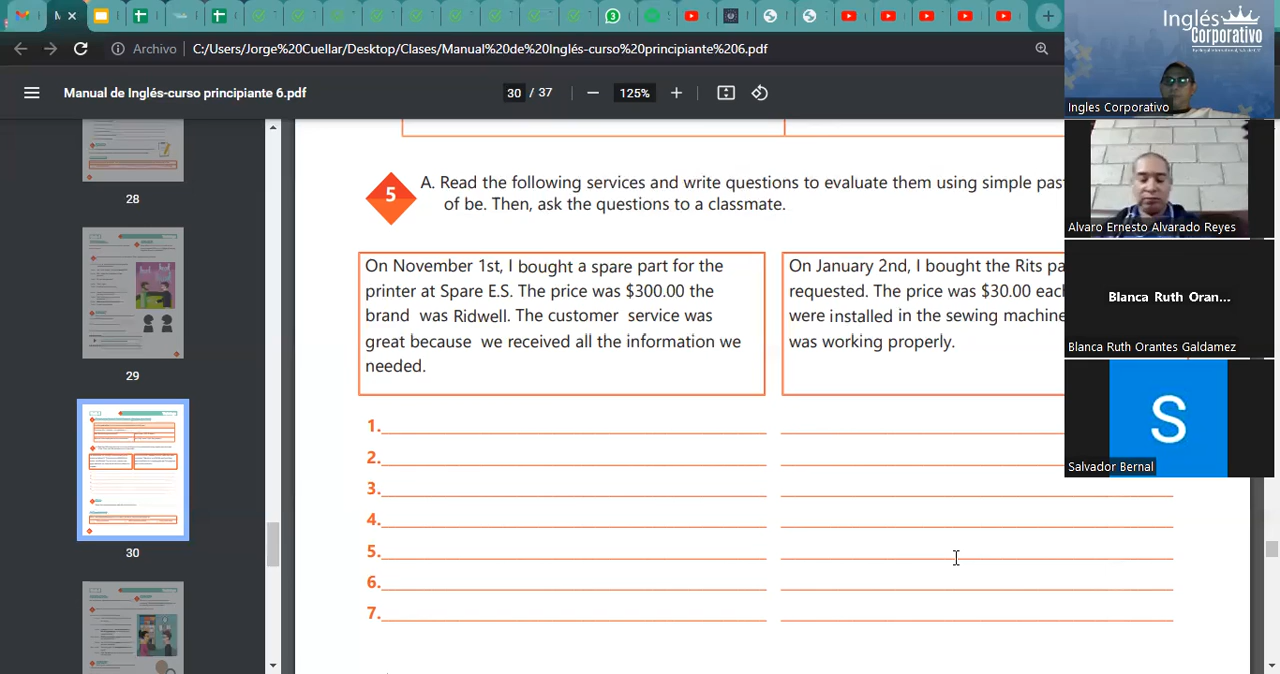 Archivo
C:/Users/Jorge%20Cuellar/Desktop/Clases/Manual%20de%20Inglés-curso%20principiante%206.pdf
Manual de Inglés-curso principiante 6.pdf
30 / 37
125%
28
29
30
5
A. Read the following services and write questions to evaluate them using simple past
of be. Then, ask the questions to a classmate.
On November 1st, I bought a spare part for the
printer at Spare E.S. The price was $300.00 the
brand was Ridwell. The customer service was
great because we received all the information we
needed.
On January 2nd, I bought the Rits pa
requested. The price was $30.00 eac
were installed in the sewing machine
was working properly.
1.
2.
3.
4.
5.
6.
7.
Inglés
Corporativo
Ingles Corporativo
Alvaro Ernesto Alvarado Reyes
Blanca Ruth Oran...
Blanca Ruth Orantes Galdamez
S
Salvador Bernal